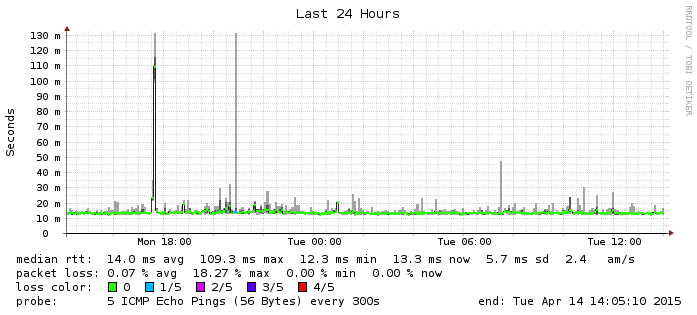 Last 24 Hours
RRDTOOL / TOBI OETIKER
Seconds
130 m
120 m
110 m
100 m
90 m
80 m
70 m
60 m
50 m
40 m
30 m
20 m
10 m
0
Mon 18:00 Tue 00:00 Tue 06:00 Tue 12:00
median rtt: 14.0 ms avg 109.3 ms max 12.3 ms min 13.3 ms now 5.7 ms sd 2.4 am/s
packet loss: 0.07 % avg 18.27 % max 0.00 % min 0.00 % now
loss color: 0 1/5 2/5 3/5 4/5
probe: 5 ICMP Echo Pings (56 Bytes) every 300s end: Tue Apr 14 14:05:10 2015